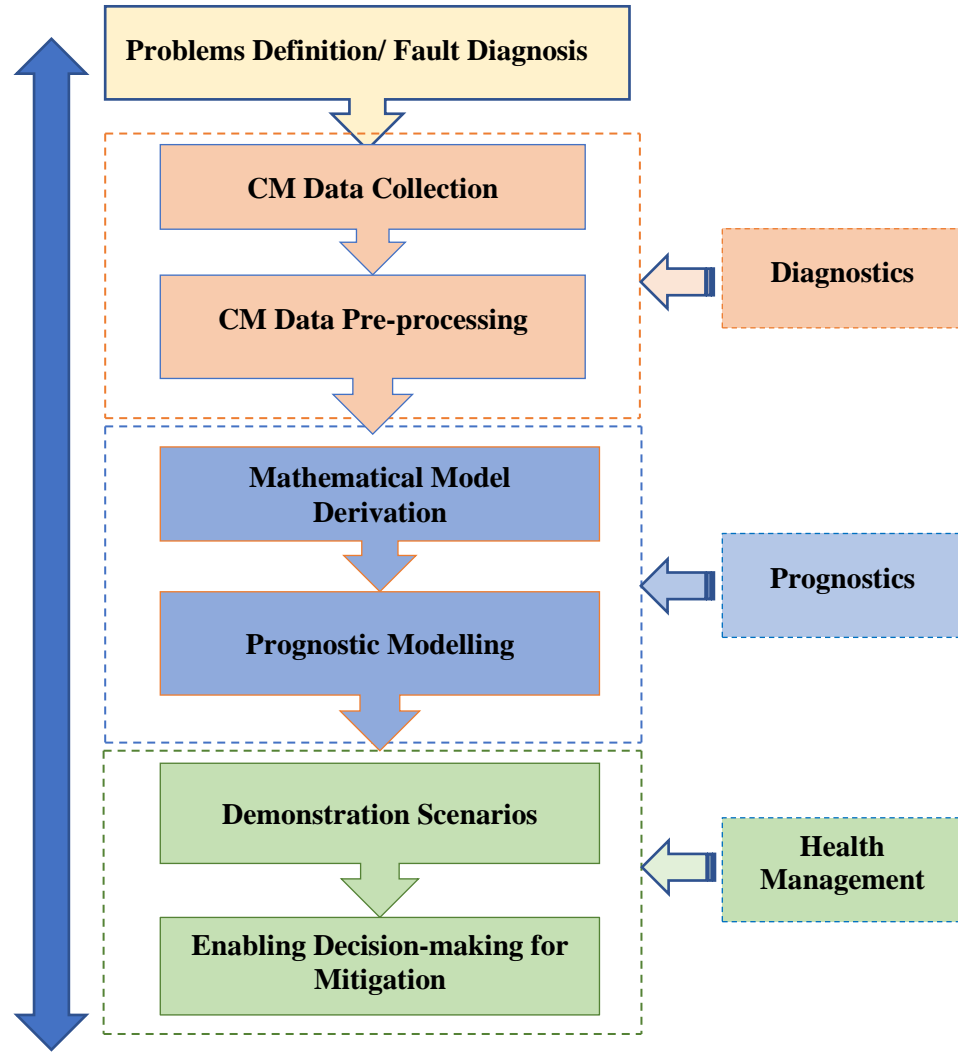 Problems Definition/ Fault Diagnosis
CM Data Collection
CM Data Pre-processing
Diagnostics
Mathematical Model
Derivation
Prognostic Modelling
Prognostics
Demonstration Scenarios
Health
Management
Enabling Decision-making for
Mitigation